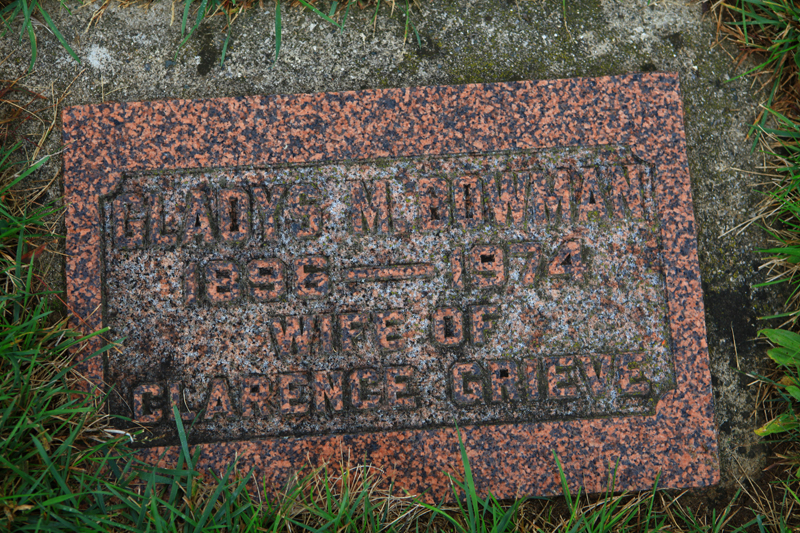 GLADYS M. BOWMAN
1896 — 1974
WIFE OF
CLARENCE GRIEVE